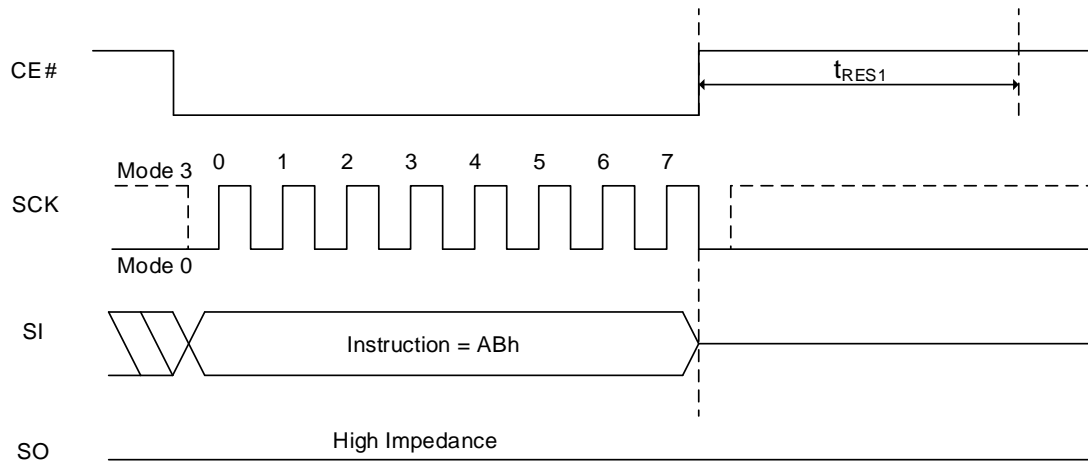 CE#
tRES1
Mode 3
0 1 2 3 4 5 6 7
SCK
Mode 0
SI
Instruction = ABh
High Impedance
SO